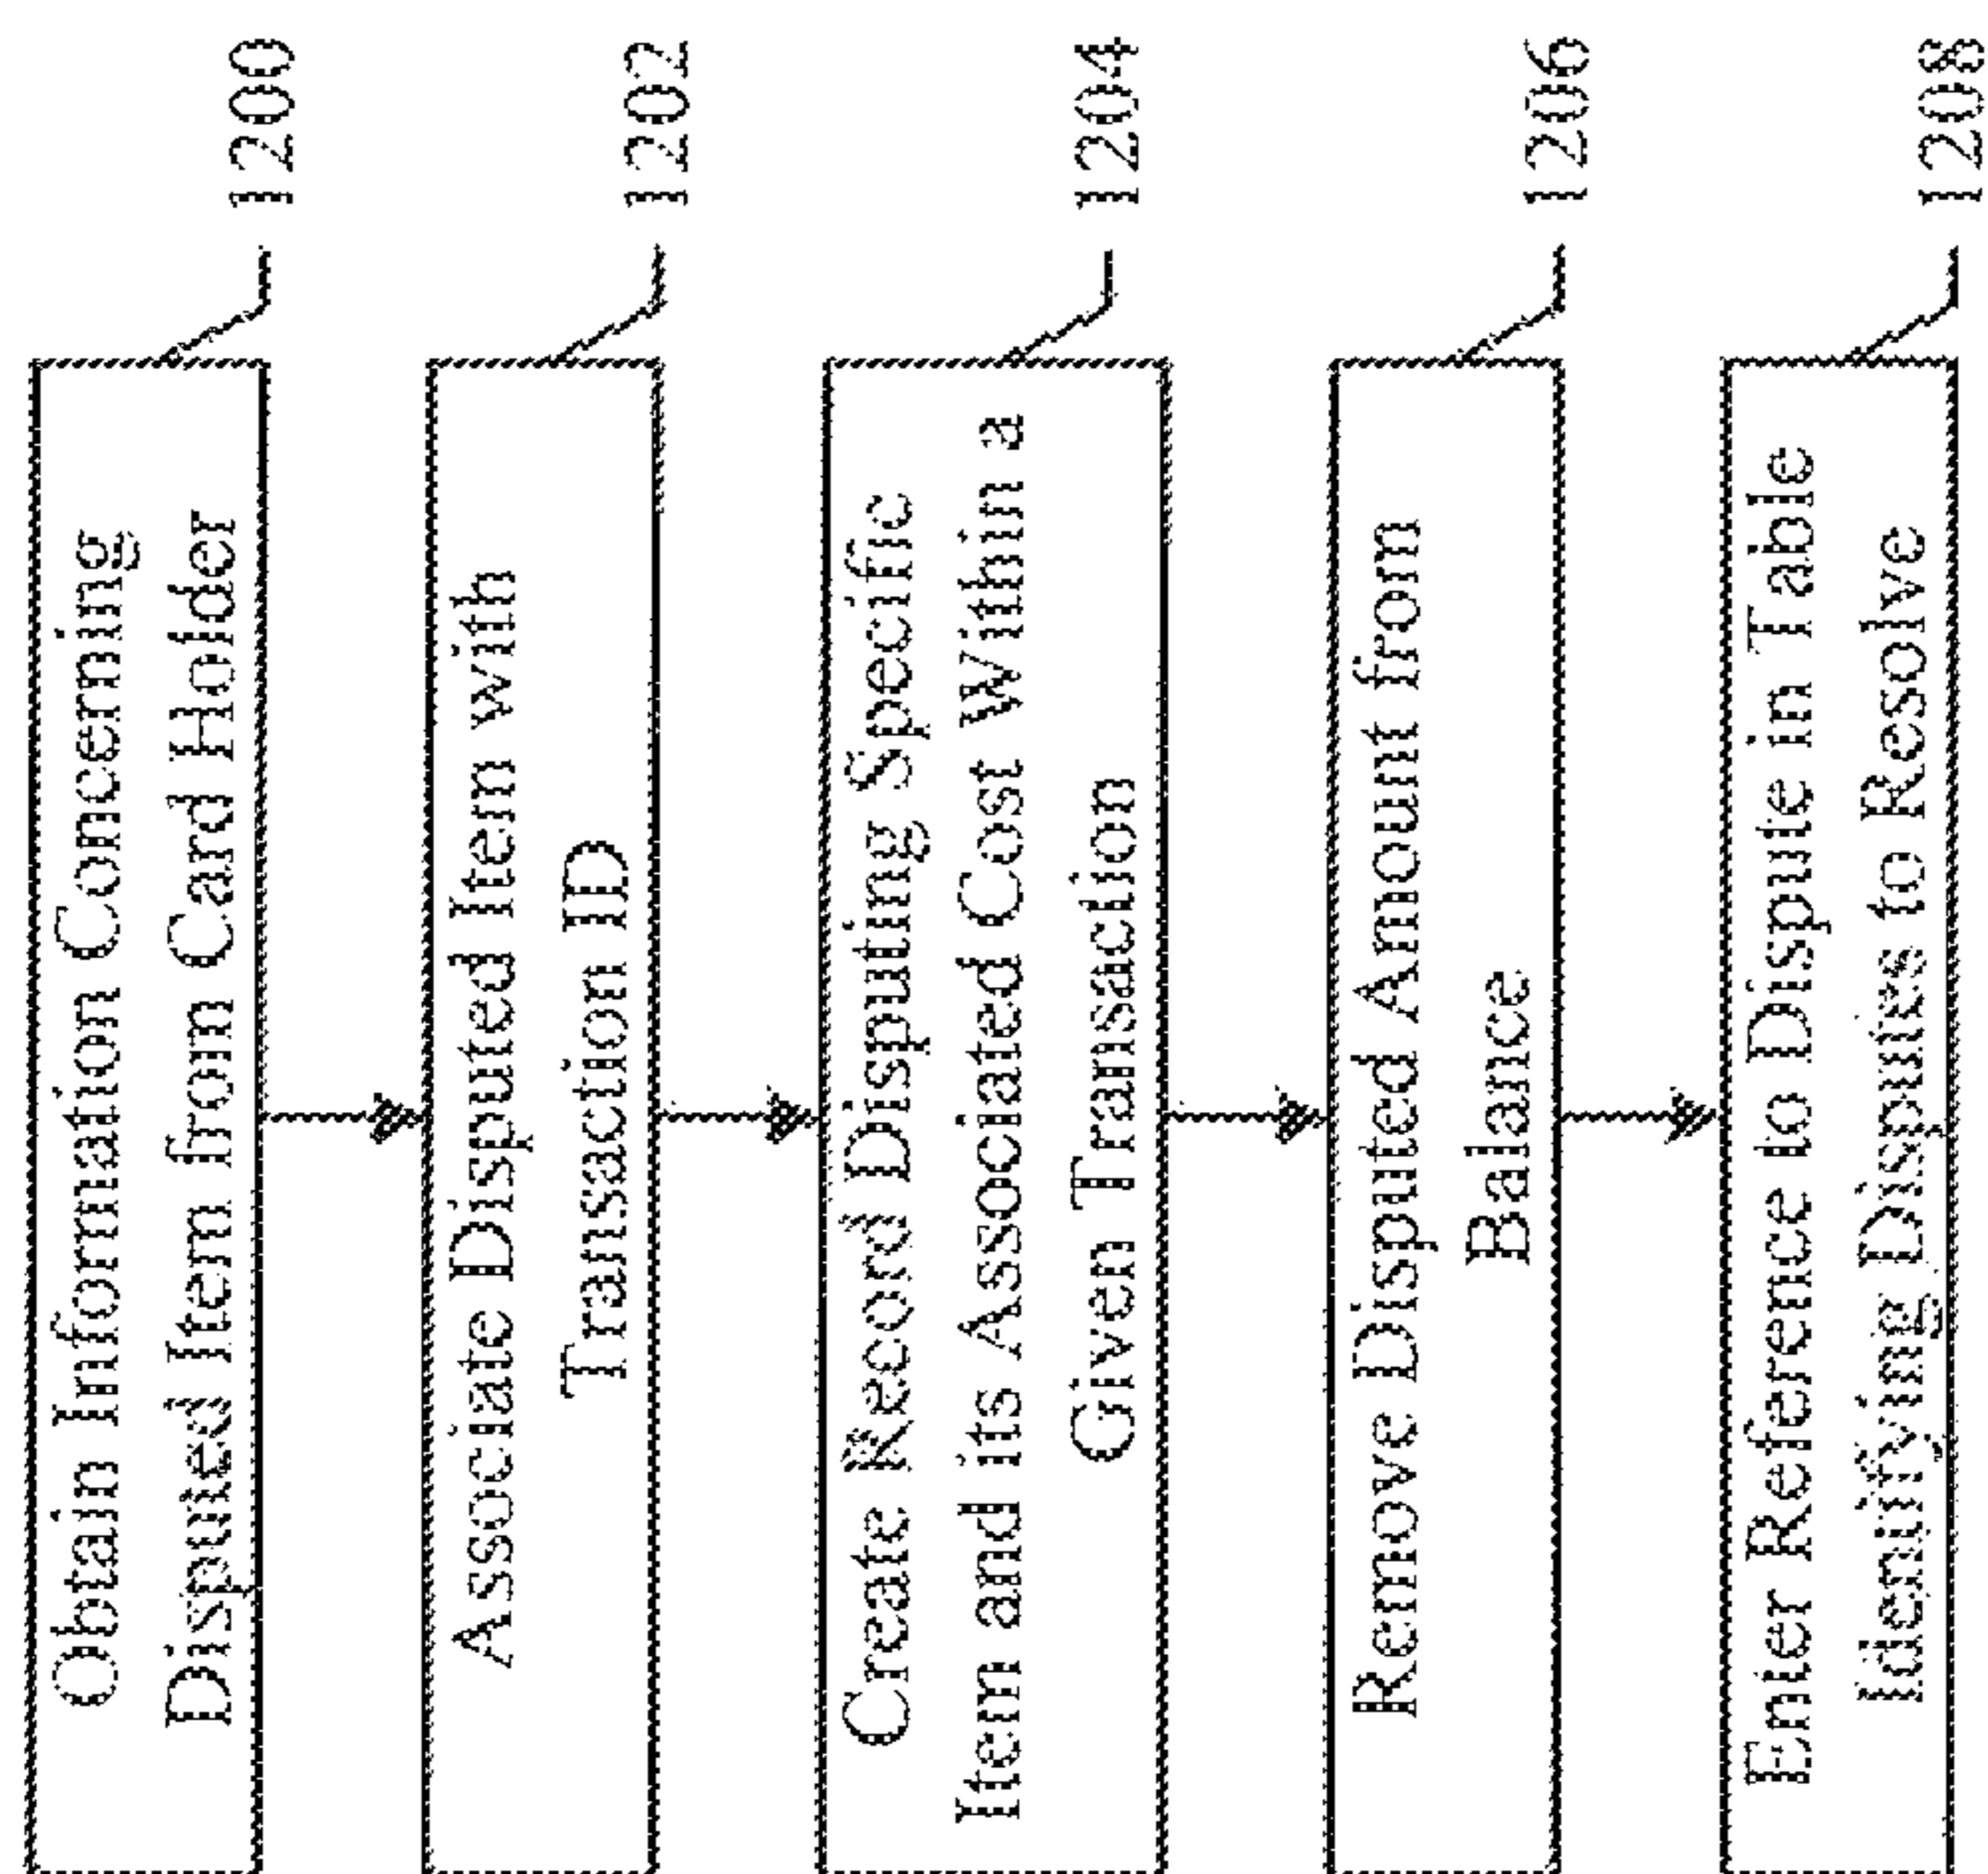 Obtain Information Concerning
Disputed Item from Card Holder
1200
Associate Disputed Item with
Transaction ID
1202
Create Record Disputing Specific
Item and its Associated Cost Within a
Given Transaction
1204
Remove Disputed Amount from
Balance
1206
Enter Reference to Dispute in Table
Identifying Disputes to Resolve
1208